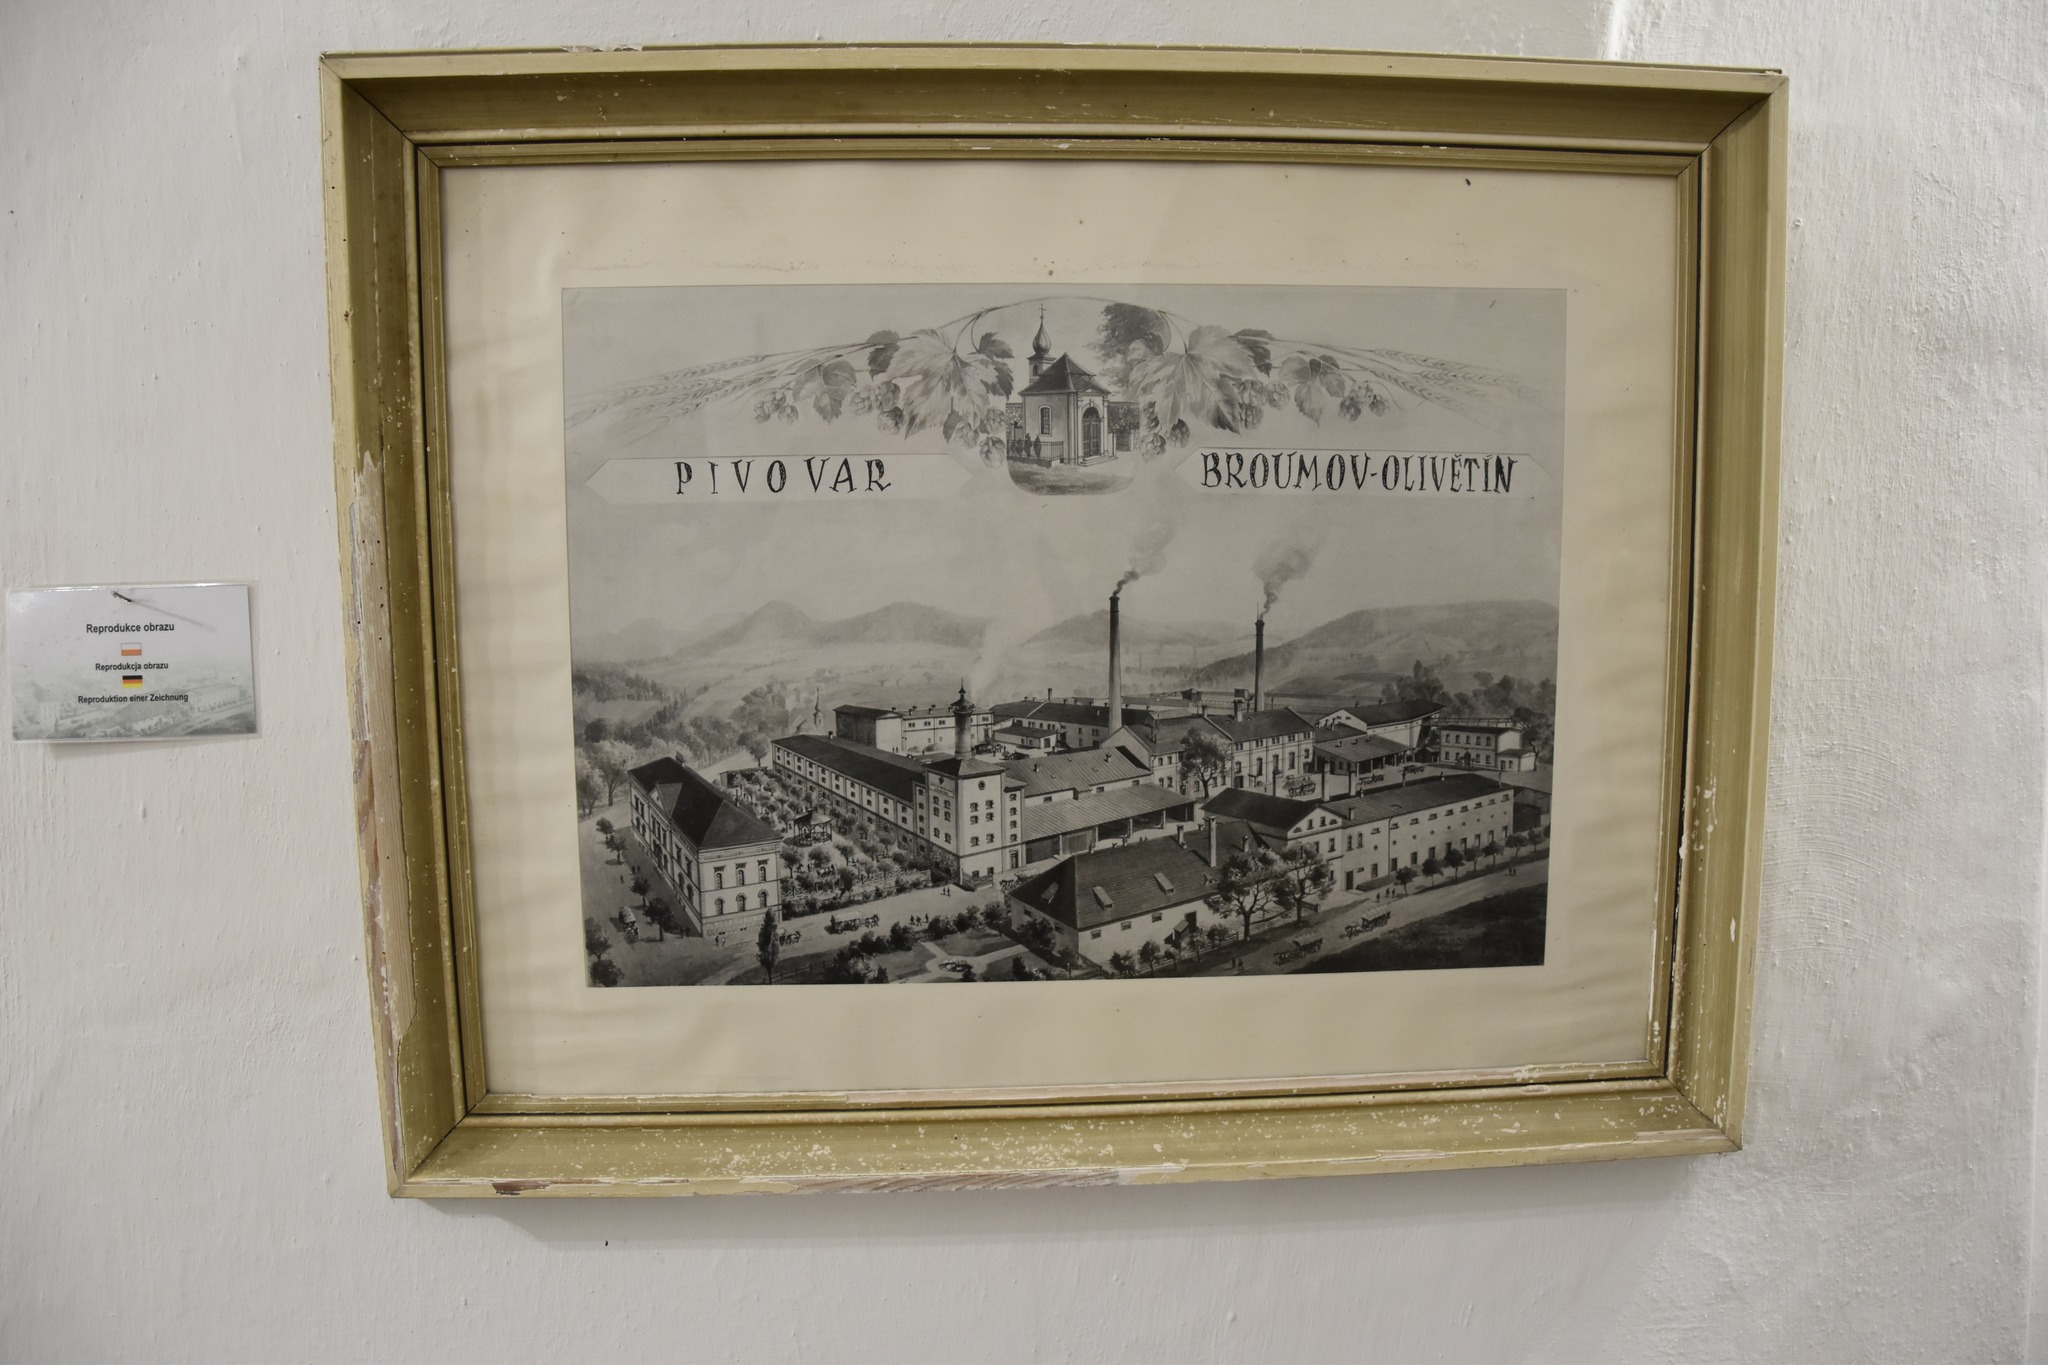 PIVOVAR
BROUMOV-OLIVĚTÍN
Reprodukce obrazu
Reprodukcja obrazu
Reproduktion einer Zeichnung